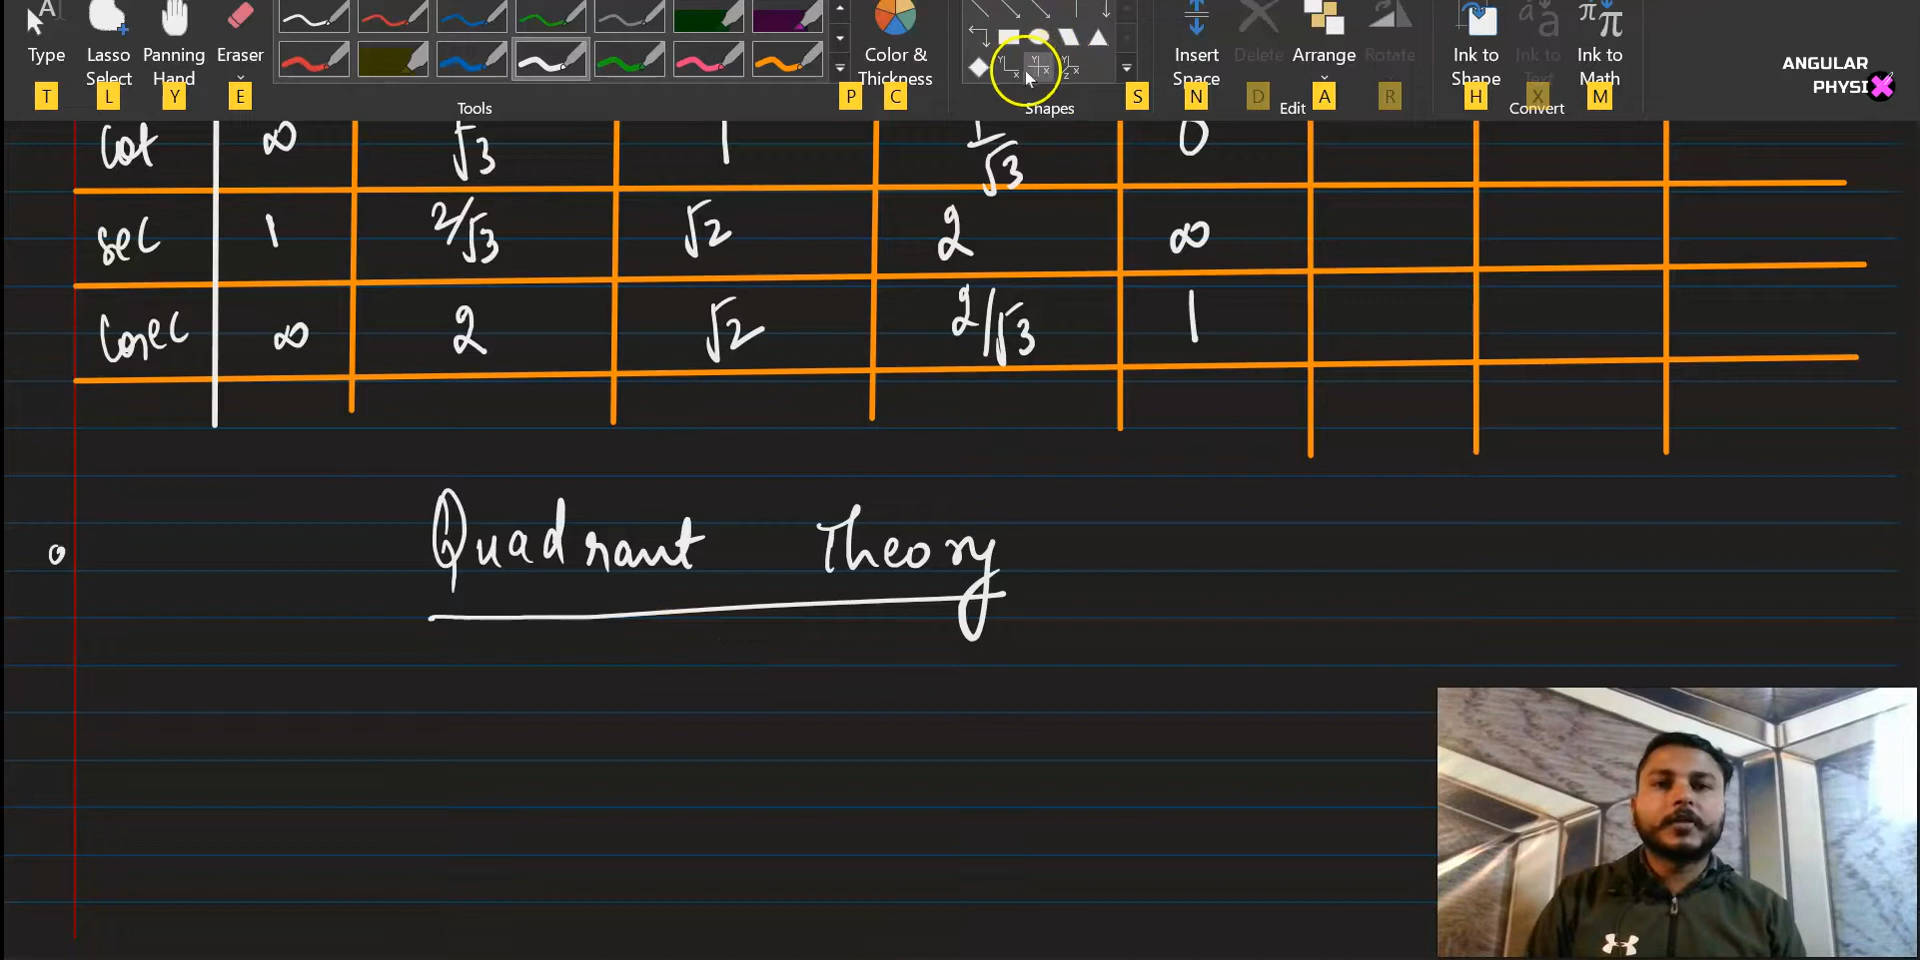 Type
Lasso Select
Panning Hand
Eraser
Color & Thickness
Insert Space
Delete
Arrange
Rotate
Ink to Shape
Ink to Text
Ink to Math
T L Y E P C S N D A R H X M
Tools
Shapes
Edit
Convert
ANGULAR
PHYSI
Cot ∞ √3 1 1/√3 0
sec 1 2/√3 √2 2 ∞
Cosec ∞ 2 √2 2/√3 1
Quadrant Theory